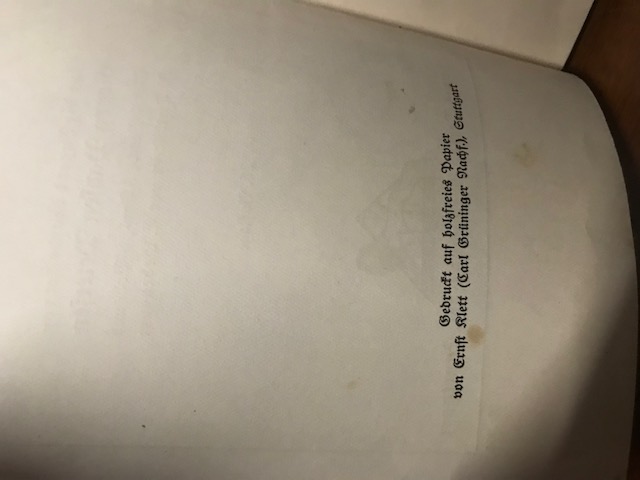 Gedruckt auf holzfreies Papier
von Ernst Klett (Carl Grüninger Nachf.), Stuttgart